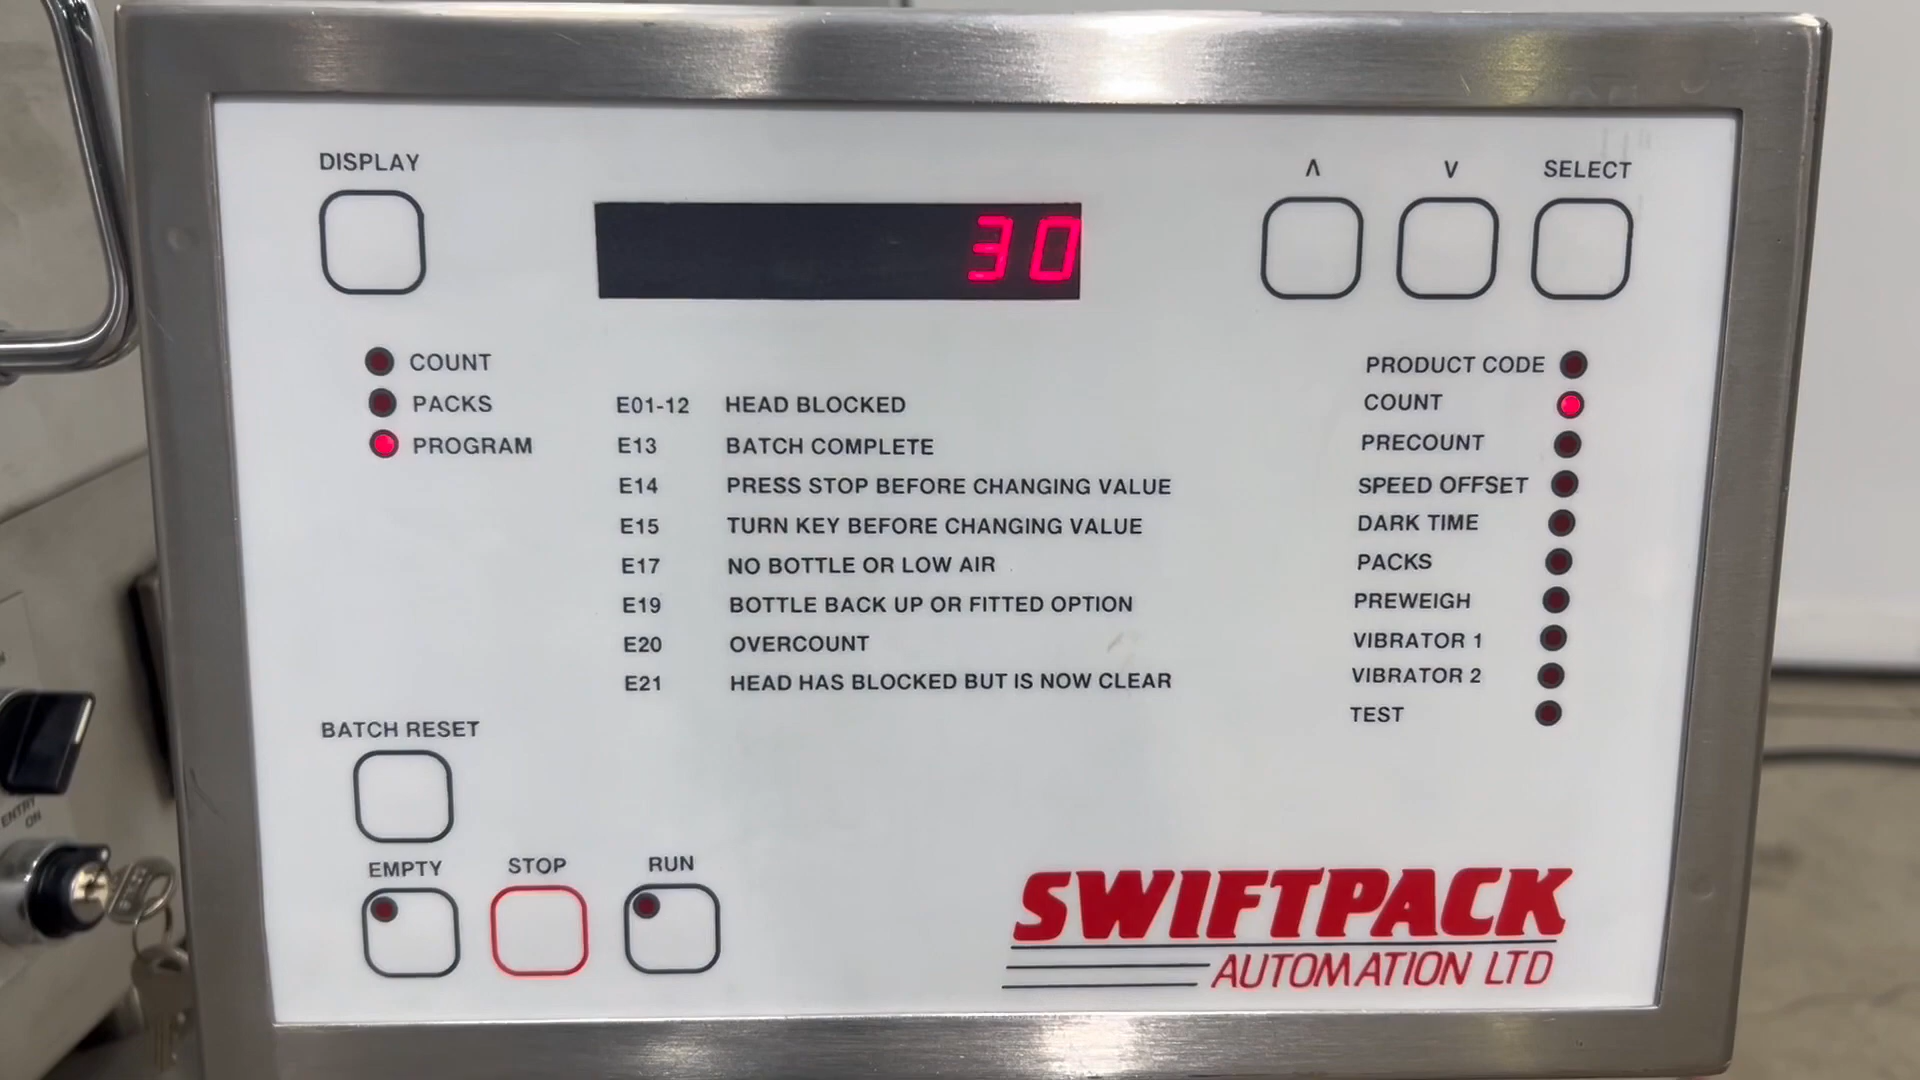 DISPLAY
30
Λ
V
SELECT
COUNT
PACKS
PROGRAM
E01-12 HEAD BLOCKED
E13 BATCH COMPLETE
E14 PRESS STOP BEFORE CHANGING VALUE
E15 TURN KEY BEFORE CHANGING VALUE
E17 NO BOTTLE OR LOW AIR
E19 BOTTLE BACK UP OR FITTED OPTION
E20 OVERCOUNT
E21 HEAD HAS BLOCKED BUT IS NOW CLEAR
PRODUCT CODE
COUNT
PRECOUNT
SPEED OFFSET
DARK TIME
PACKS
PREWEIGH
VIBRATOR 1
VIBRATOR 2
TEST
BATCH RESET
EMPTY
STOP
RUN
SWIFTPACK
AUTOMATION LTD
ENTRY
ON